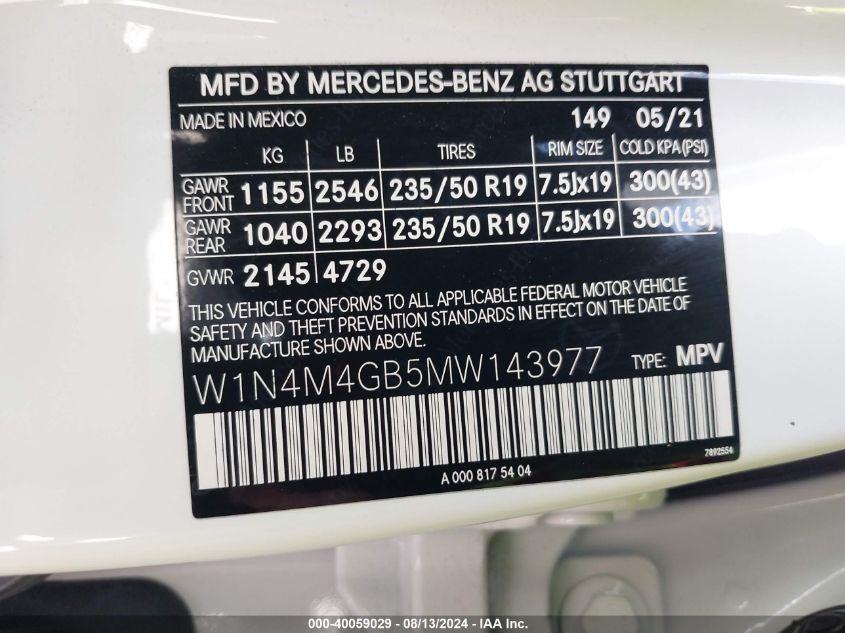 MFD BY MERCEDES-BENZ AG STUTTGART
MADE IN MEXICO 149 05/21
KG LB TIRES RIM SIZE COLD KPA(PSI)
GAWR FRONT 1155 2546 235/50 R19 7.5Jx19 300(43)
GAWR REAR 1040 2293 235/50 R19 7.5Jx19 300(43)
GVWR 2145 4729
THIS VEHICLE CONFORMS TO ALL APPLICABLE FEDERAL MOTOR VEHICLE
SAFETY AND THEFT PREVENTION STANDARDS IN EFFECT ON THE DATE OF
MANUFACTURE SHOWN ABOVE.
W1N4M4GB5MW143977 TYPE: MPV
7892554
A 000 817 54 04
000-40059029 - 08/13/2024 - IAA Inc.